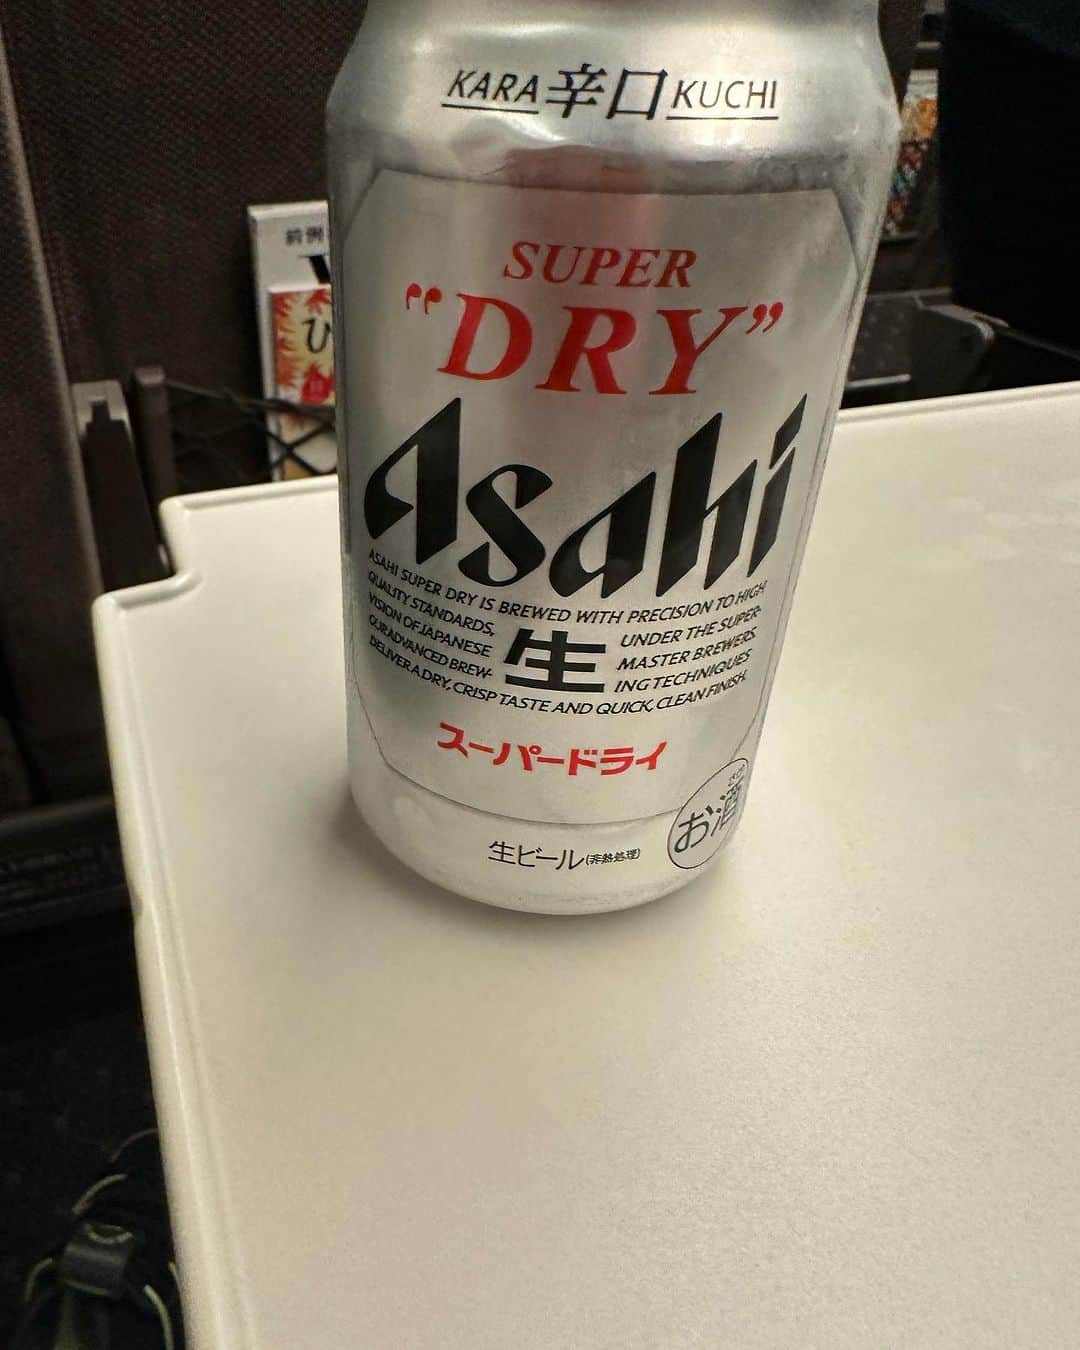 KARA 辛口 KUCHI
SUPER
"DRY"
Asahi
ASAHI SUPER DRY IS BREWED WITH PRECISION TO HIGH
QUALITY STANDARDS, UNDER THE SUPER-
VISION OF JAPANESE MASTER BREWERS.
OUR ADVANCED BREW- ING TECHNIQUES
DELIVER A DRY, CRISP TASTE AND QUICK, CLEAN FINISH.
生
スーパードライ
お酒
生ビール(非熱処理)
前例
ひ